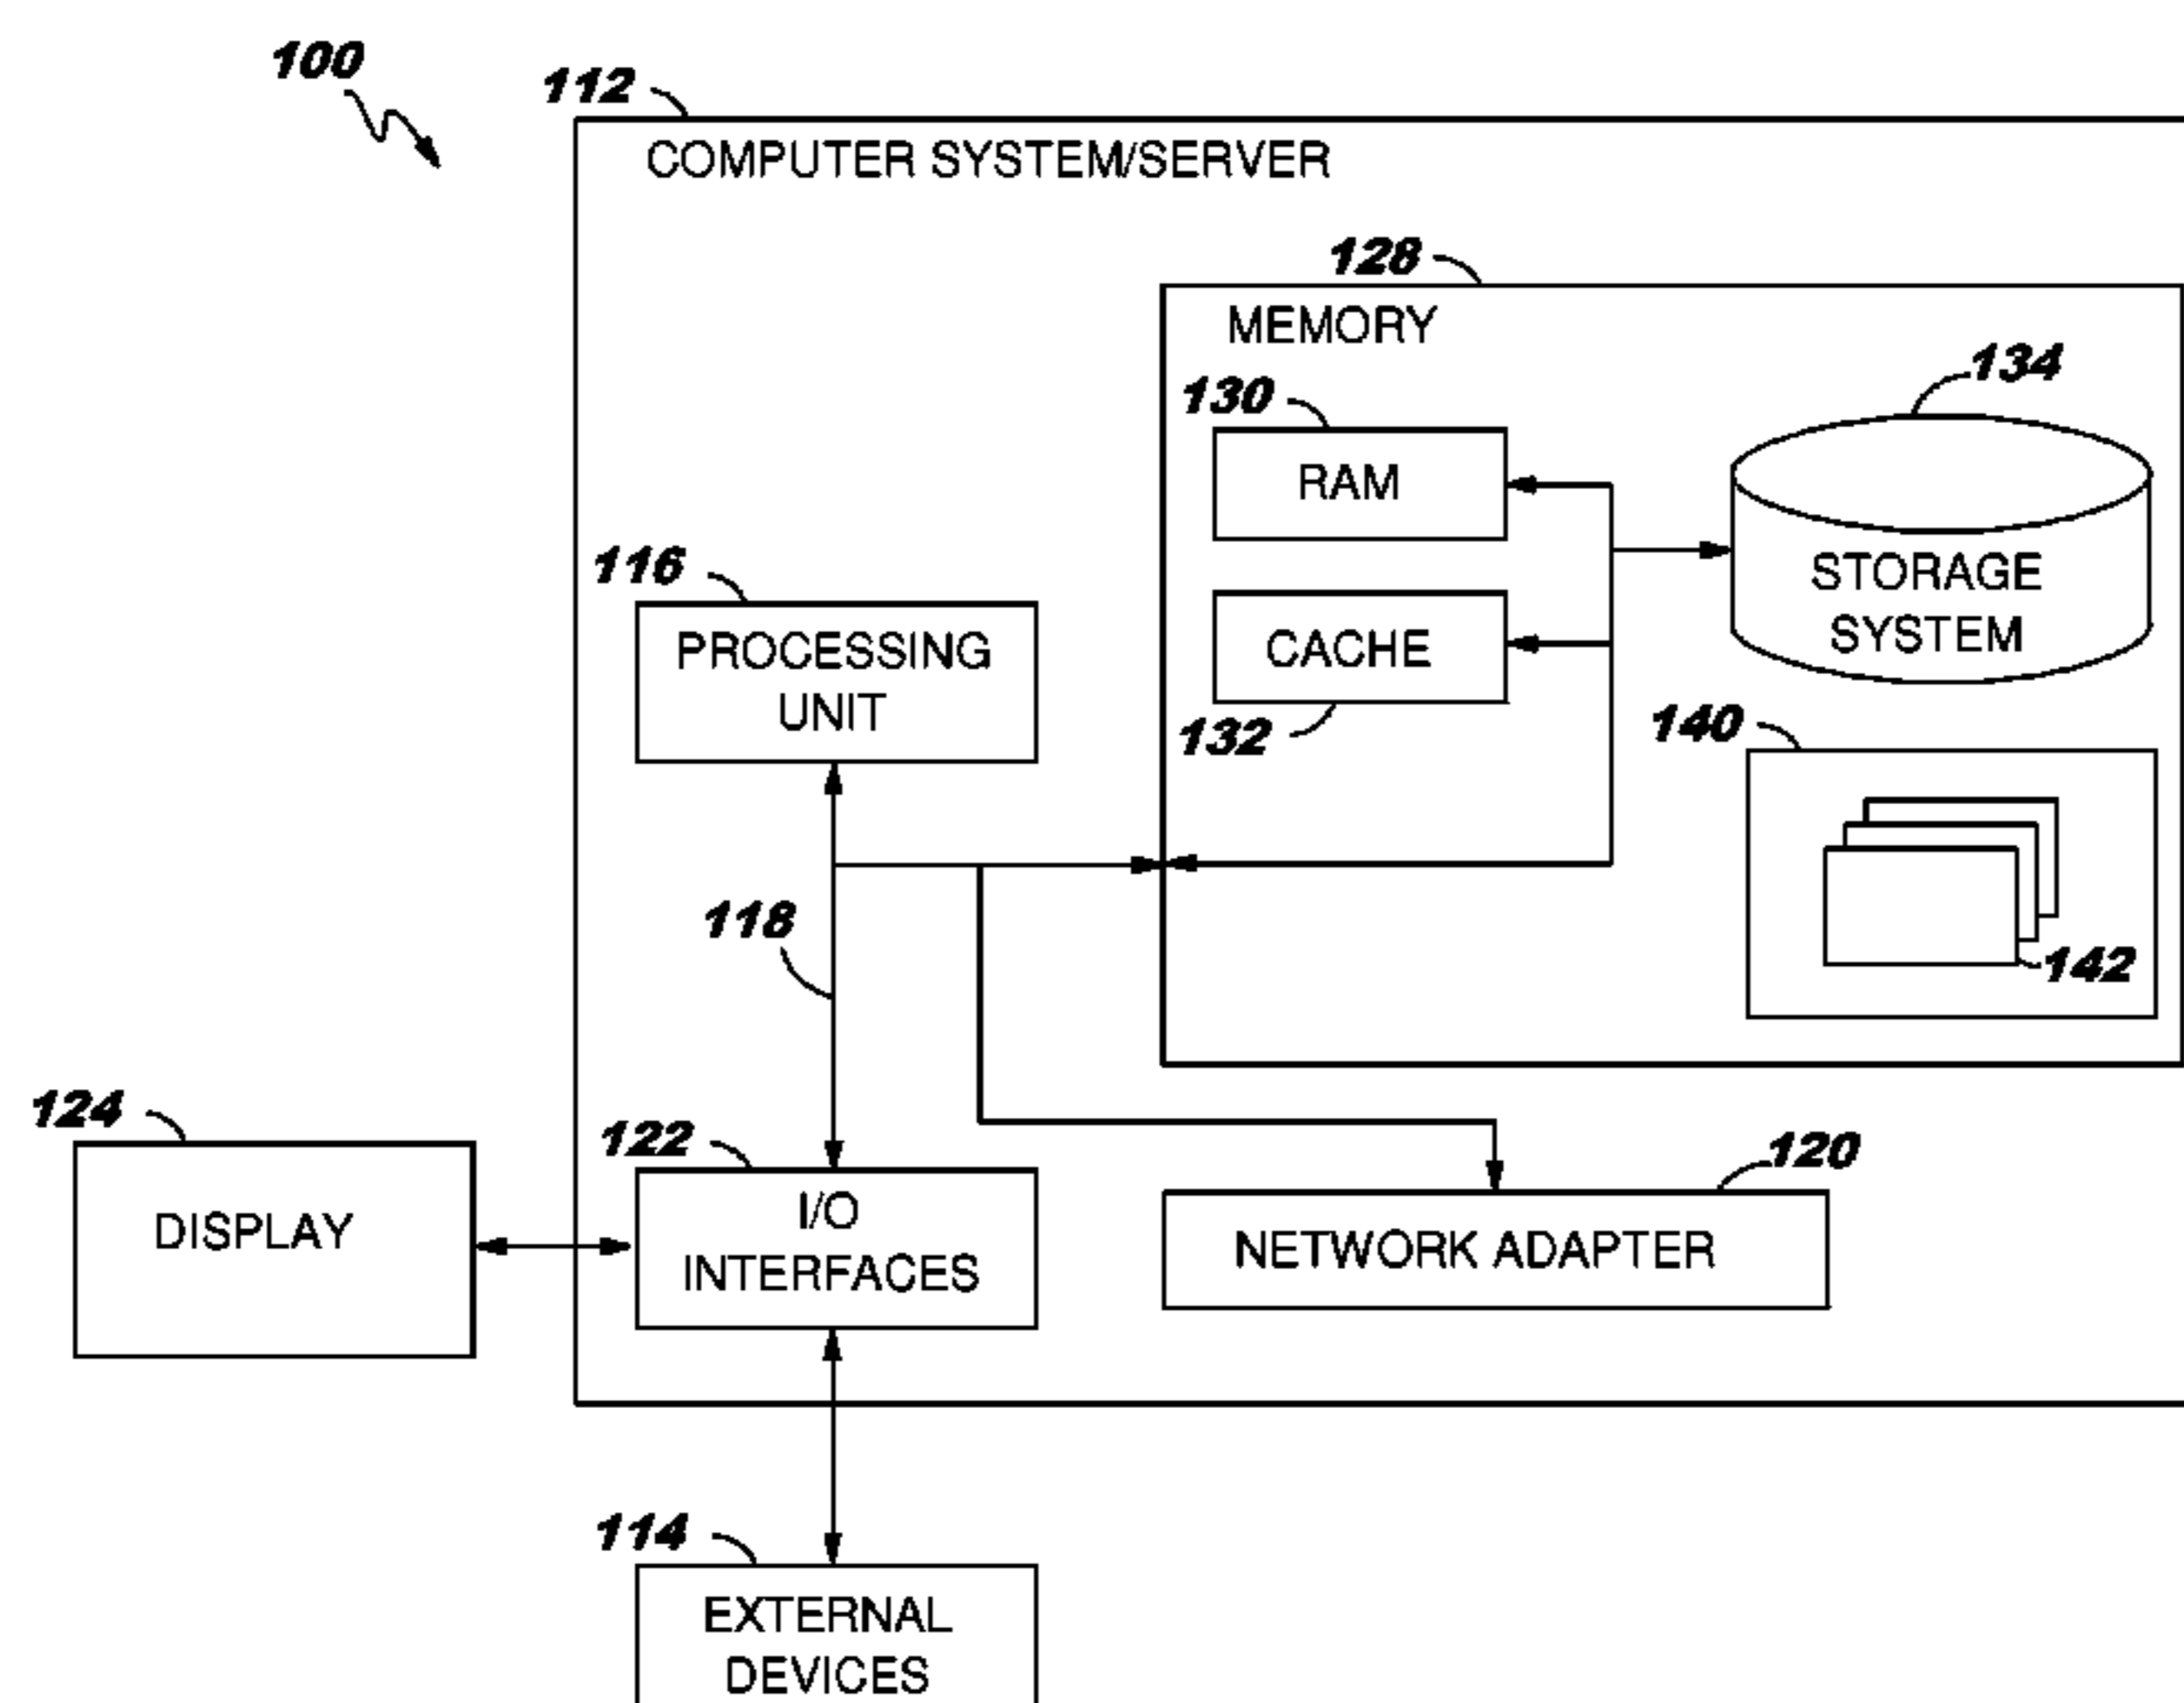 100
112
COMPUTER SYSTEM/SERVER
128
MEMORY
134
130
RAM
STORAGE
SYSTEM
116
PROCESSING
UNIT
CACHE
132
140
118
142
124
DISPLAY
122
I/O
INTERFACES
120
NETWORK ADAPTER
114
EXTERNAL
DEVICES